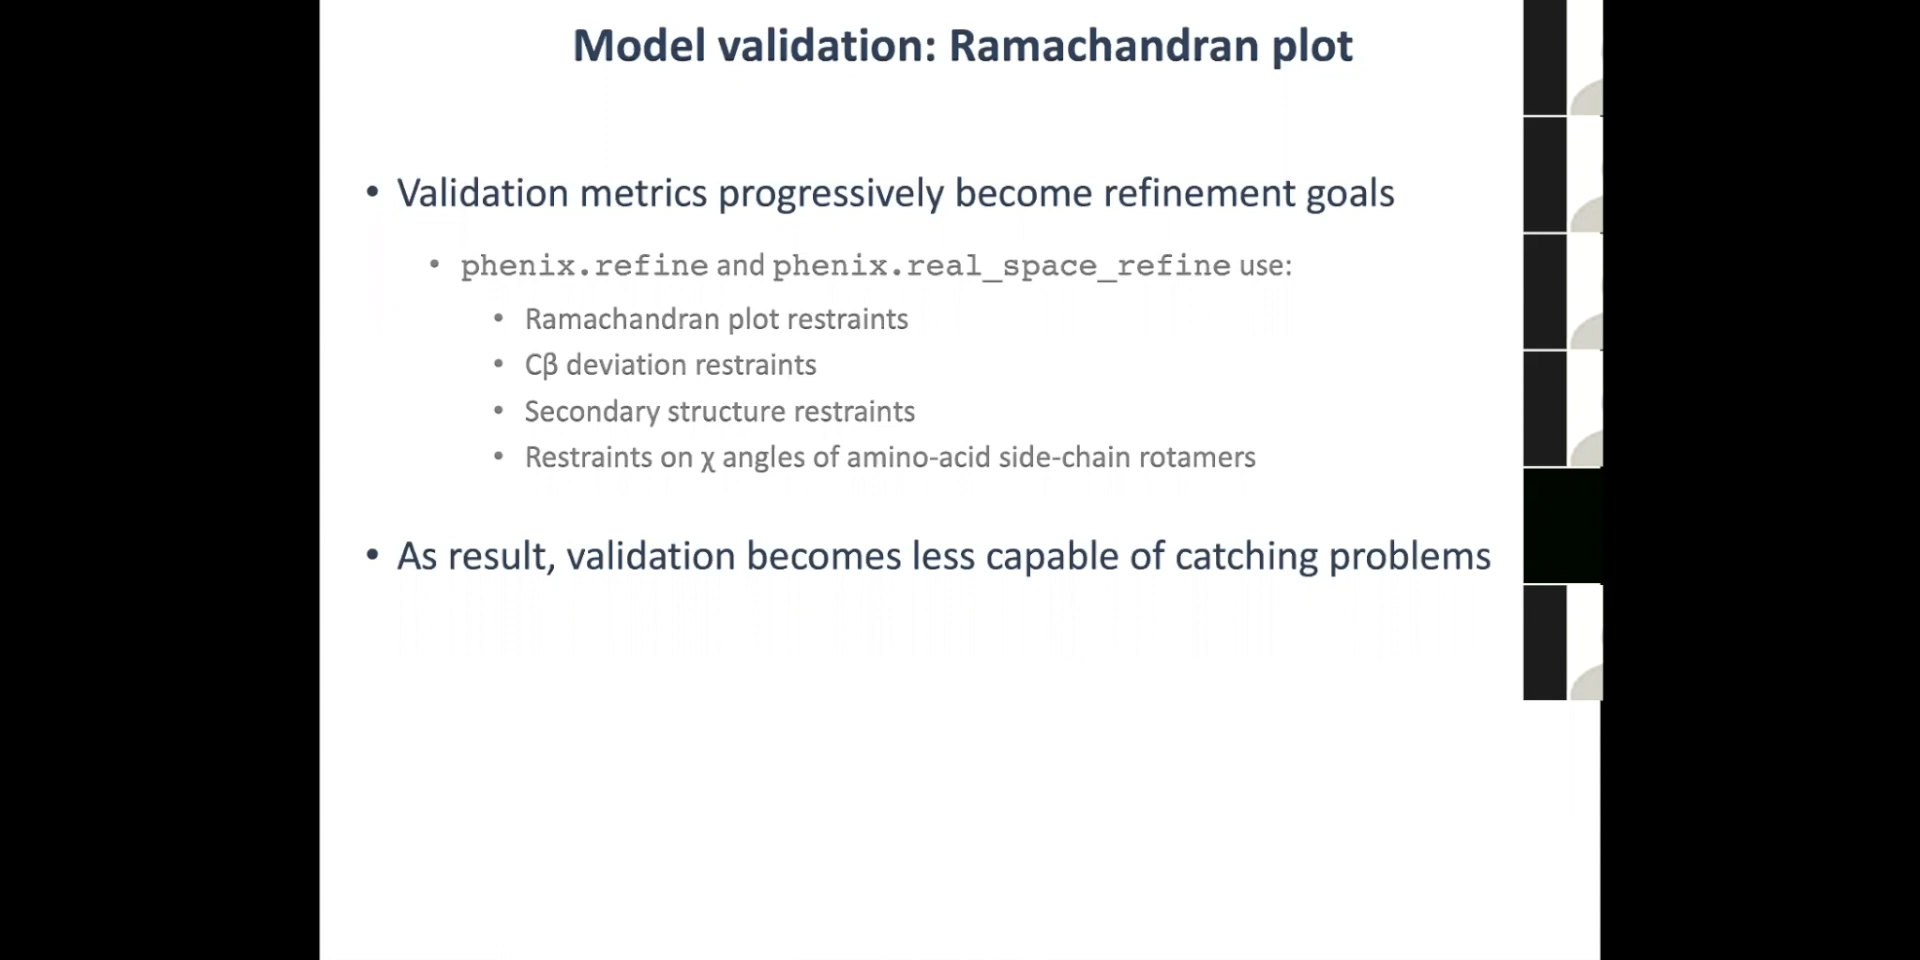 Model validation: Ramachandran plot
• Validation metrics progressively become refinement goals
• phenix.refine and phenix.real_space_refine use:
• Ramachandran plot restraints
• Cβ deviation restraints
• Secondary structure restraints
• Restraints on χ angles of amino-acid side-chain rotamers
• As result, validation becomes less capable of catching problems